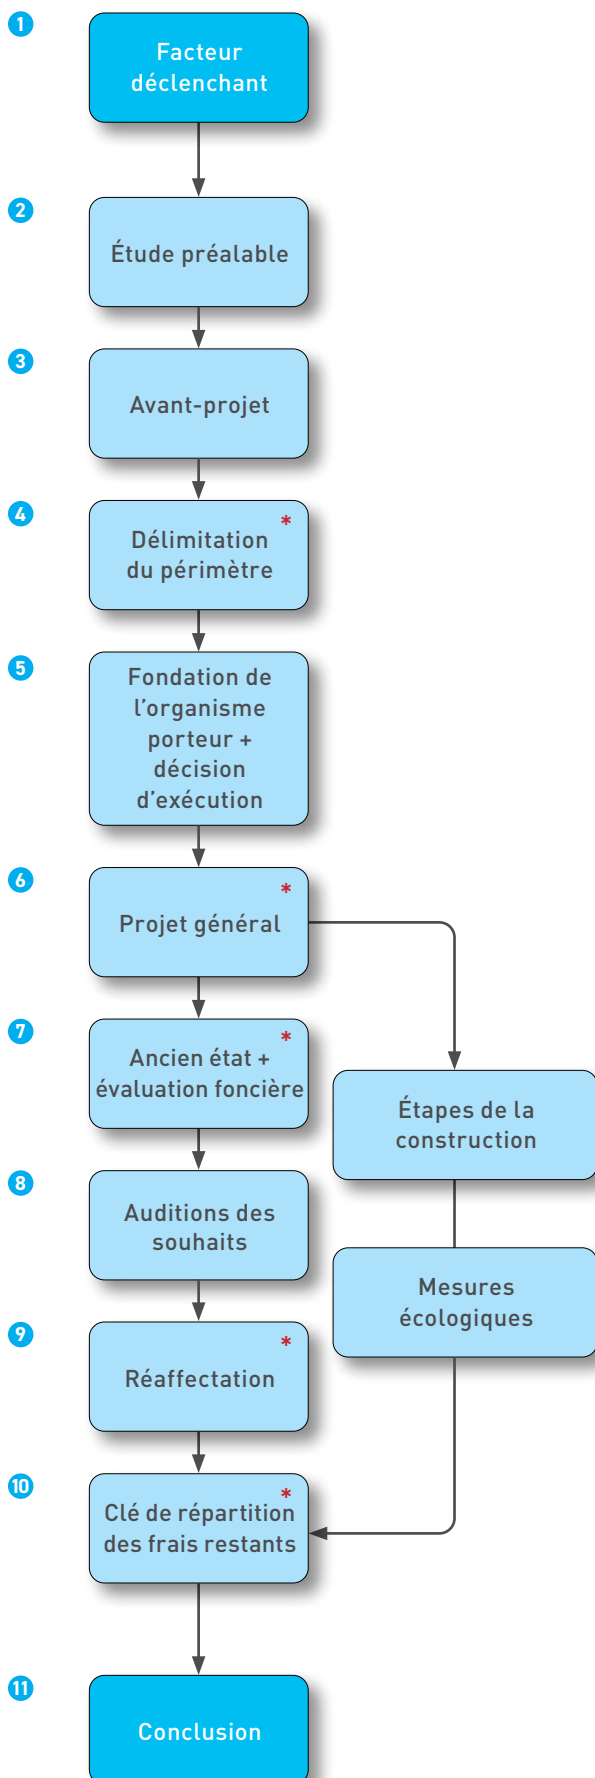 1
Facteur
déclenchant
2
Étude préalable
3
Avant-projet
4
*
Délimitation
du périmètre
5
Fondation de
l’organisme
porteur +
décision
d’exécution
6
*
Projet général
7
*
Ancien état +
évaluation foncière
Étapes de la
construction
8
Auditions des
souhaits
Mesures
écologiques
9
*
Réaffectation
10
*
Clé de répartition
des frais restants
11
Conclusion